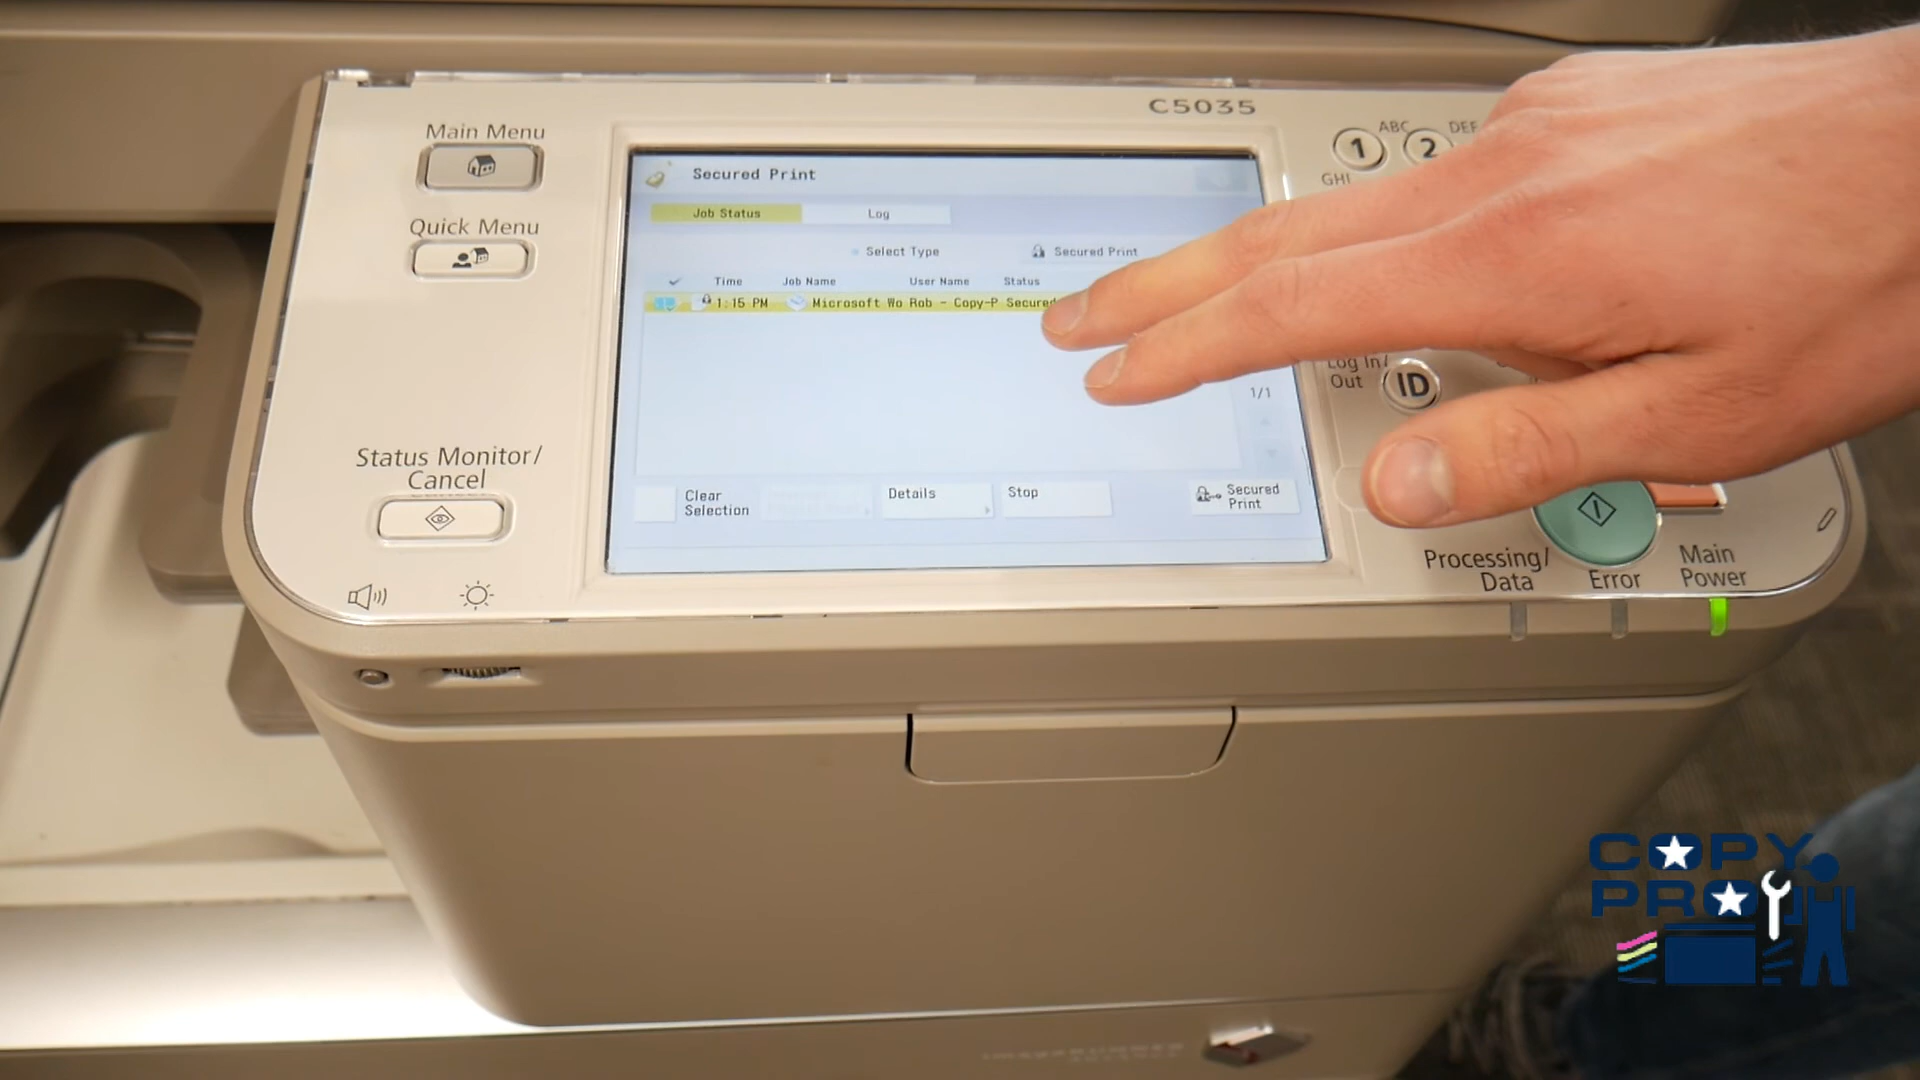 C5035
Main Menu
ABC
DEF
1
2
GHI
Secured Print
Job Status
Log
Quick Menu
Select Type
Secured Print
Time
Job Name
User Name
Status
1:15 PM
Microsoft Wo
Rob - Copy-P
Secured
Log In/
Out
ID
1/1
Status Monitor/
Cancel
Clear
Selection
Details
Stop
Secured
Print
Processing/
Data
Error
Main
Power
COPY
PRO